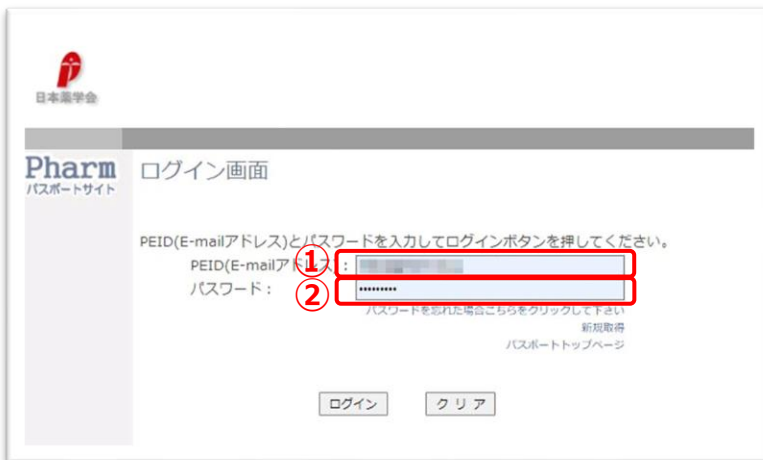 日本薬学会
Pharm
パスポートサイト
ログイン画面
PEID(E-mailアドレス)とパスワードを入力してログインボタンを押してください。
① PEID(E-mailアドレス) :
② パスワード : •••••••••
パスワードを忘れた場合こちらをクリックして下さい
新規取得
パスポートトップページ
ログイン クリア